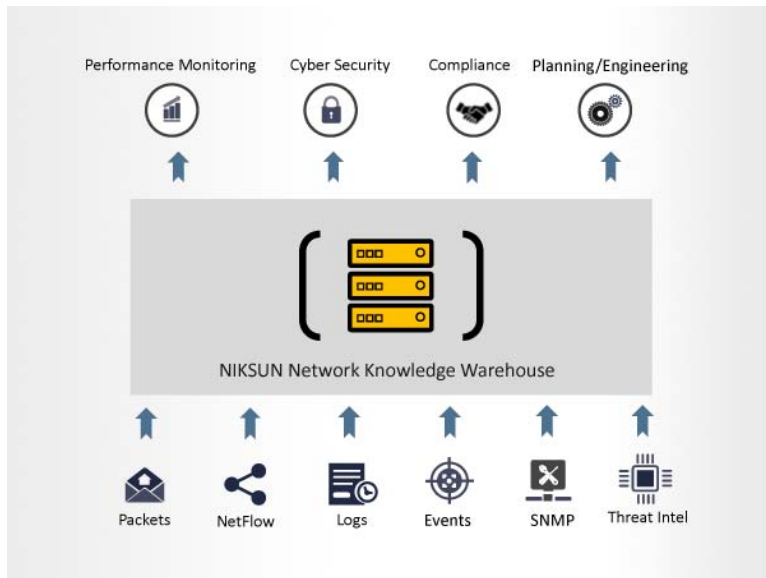 Performance Monitoring
Cyber Security
Compliance
Planning/Engineering
NIKSUN Network Knowledge Warehouse
Packets
NetFlow
Logs
Events
SNMP
Threat Intel